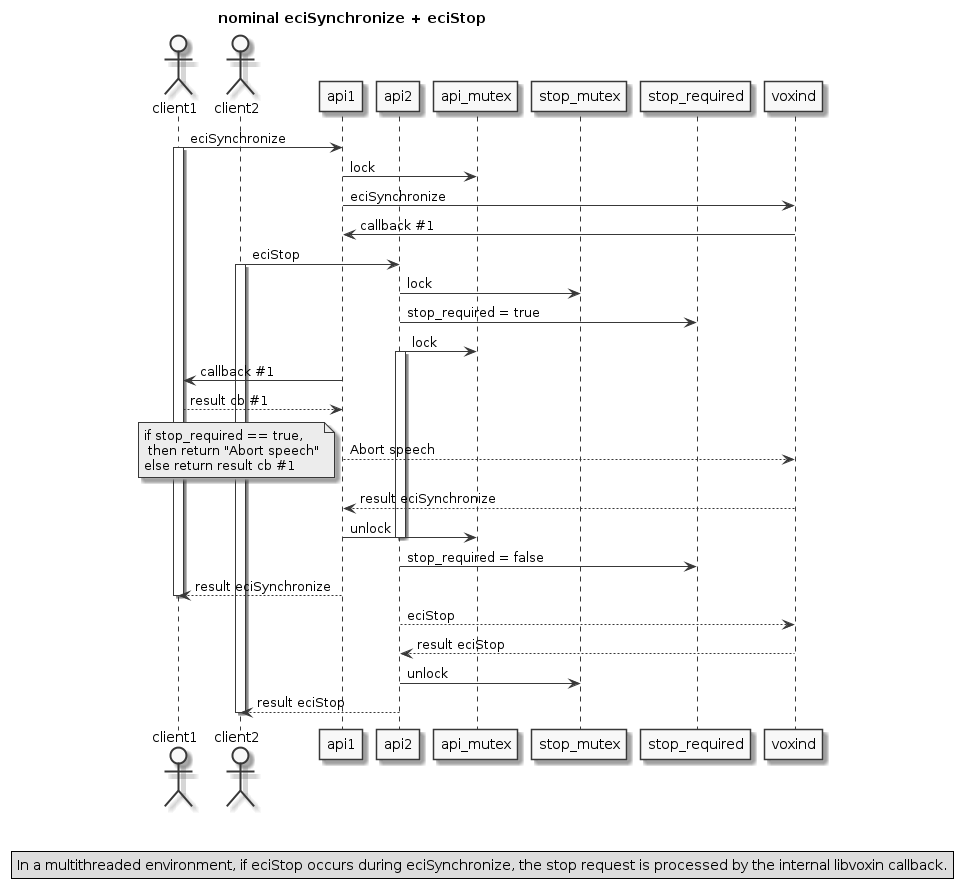 nominal eciSynchronize + eciStop
client1 client2 api1 api2 api_mutex stop_mutex stop_required voxind
eciSynchronize
lock
eciSynchronize
callback #1
eciStop
lock
stop_required = true
lock
callback #1
result cb #1
if stop_required == true,
then return "Abort speech"
else return result cb #1
Abort speech
result eciSynchronize
unlock
stop_required = false
result eciSynchronize
eciStop
result eciStop
unlock
result eciStop
client1 client2 api1 api2 api_mutex stop_mutex stop_required voxind
In a multithreaded environment, if eciStop occurs during eciSynchronize, the stop request is processed by the internal libvoxin callback.